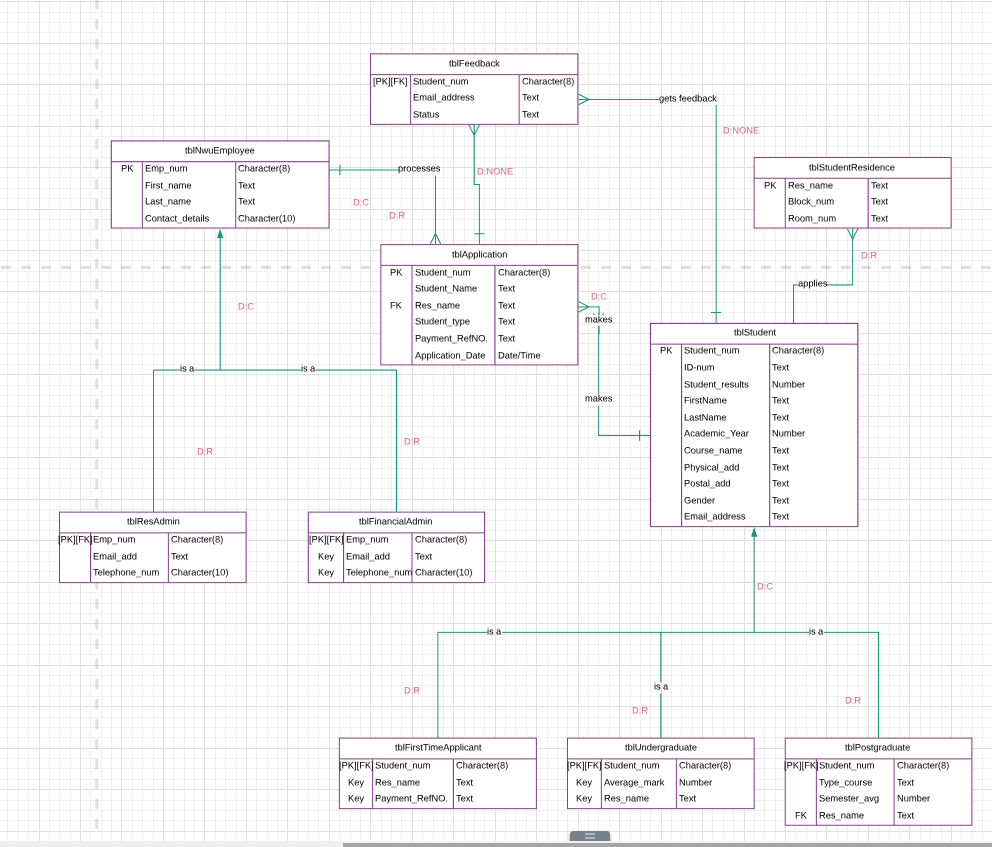 tblFeedback
[PK][FK] Student_num Character(8)
Email_address Text
Status Text
gets feedback
D:NONE
tblNwuEmployee
PK Emp_num Character(8)
First_name Text
Last_name Text
Contact_details Character(10)
processes
D:NONE
D:C
D:R
tblStudentResidence
PK Res_name Text
Block_num Text
Room_num Text
D:R
applies
tblApplication
PK Student_num Character(8)
Student_Name Text
FK Res_name Text
Student_type Text
Payment_RefNO. Text
Application_Date Date/Time
D:C
makes
makes
D:C
is a
is a
D:R
D:R
tblStudent
PK Student_num Character(8)
ID-num Text
Student_results Number
FirstName Text
LastName Text
Academic_Year Number
Course_name Text
Physical_add Text
Postal_add Text
Gender Text
Email_address Text
tblResAdmin
[PK][FK] Emp_num Character(8)
Email_add Text
Telephone_num Character(10)
tblFinancialAdmin
[PK][FK] Emp_num Character(8)
Key Email_add Text
Key Telephone_num Character(10)
D:C
is a
is a
is a
D:R
D:R
D:R
tblFirstTimeApplicant
[PK][FK] Student_num Character(8)
Key Res_name Text
Key Payment_RefNO. Text
tblUndergraduate
[PK][FK] Student_num Character(8)
Key Average_mark Number
Key Res_name Text
tblPostgraduate
[PK][FK] Student_num Character(8)
Type_course Text
Semester_avg Number
FK Res_name Text